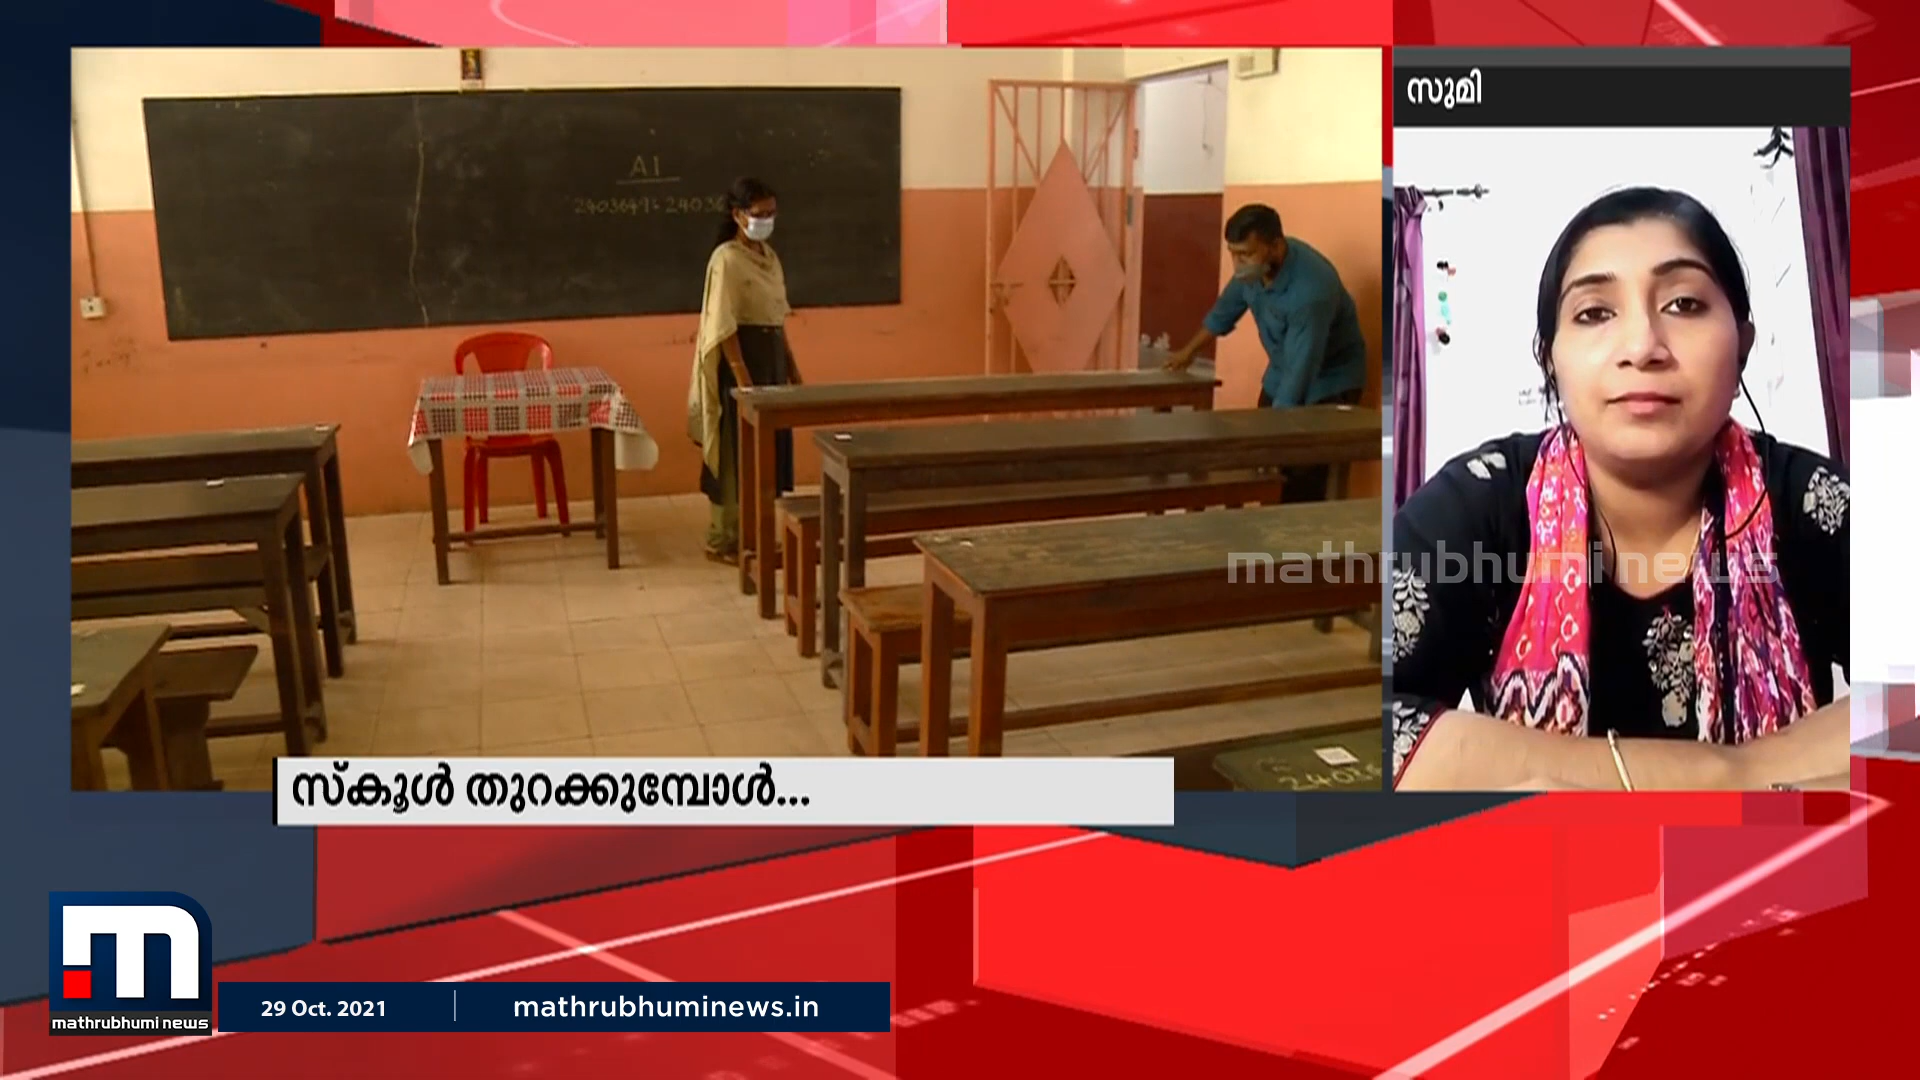 സുമി
A1
mathrubhumi news
സ്കൂൾ തുറക്കുമ്പോൾ...
mathrubhumi news
29 Oct. 2021
mathrubhuminews.in